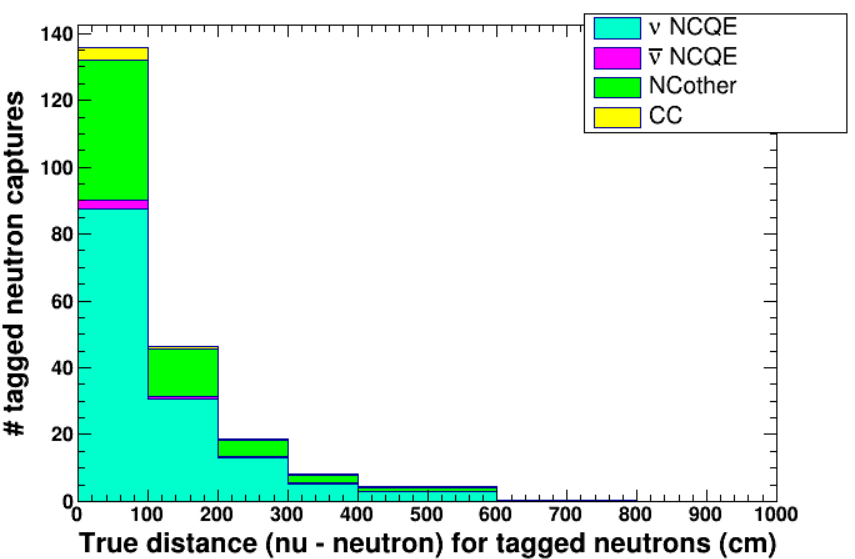 ν NCQE
ν̅ NCQE
NCother
CC
# tagged neutron captures
140
120
100
80
60
40
20
0
0 100 200 300 400 500 600 700 800 900 1000
True distance (nu - neutron) for tagged neutrons (cm)